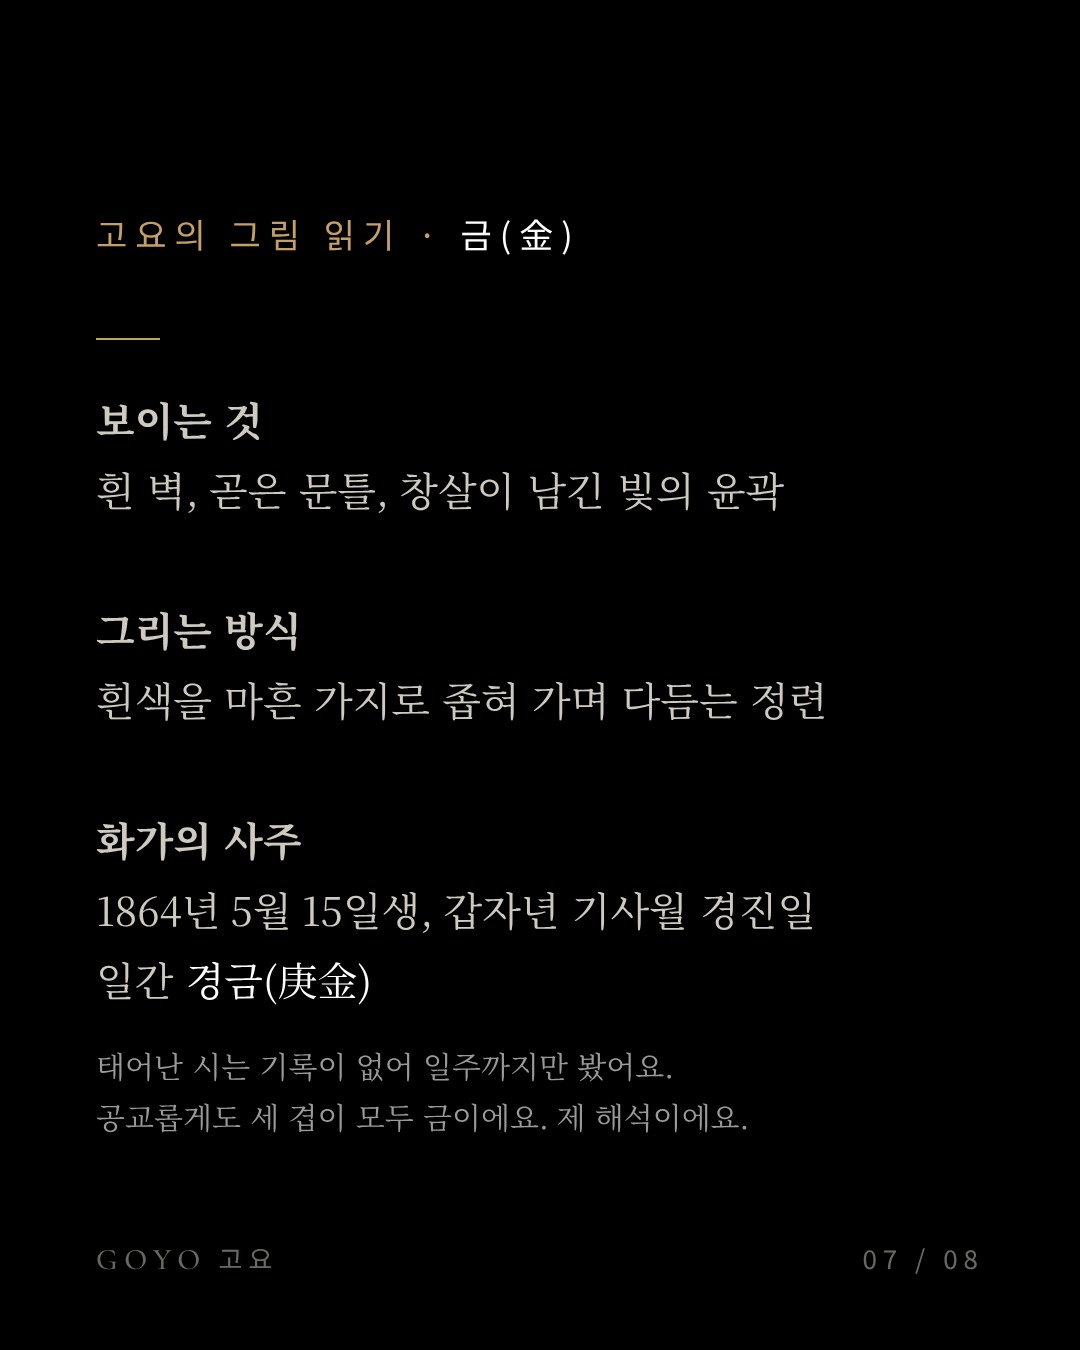 고요의 그림 읽기 · 금(金)
보이는 것
흰 벽, 곧은 문틀, 창살이 남긴 빛의 윤곽
그리는 방식
흰색을 마흔 가지로 좁혀 가며 다듬는 정련
화가의 사주
1864년 5월 15일생, 갑자년 기사월 경진일
일간 경금(庚金)
태어난 시는 기록이 없어 일주까지만 봤어요.
공교롭게도 세 겹이 모두 금이에요. 제 해석이에요.
GOYO 고요
07 / 08